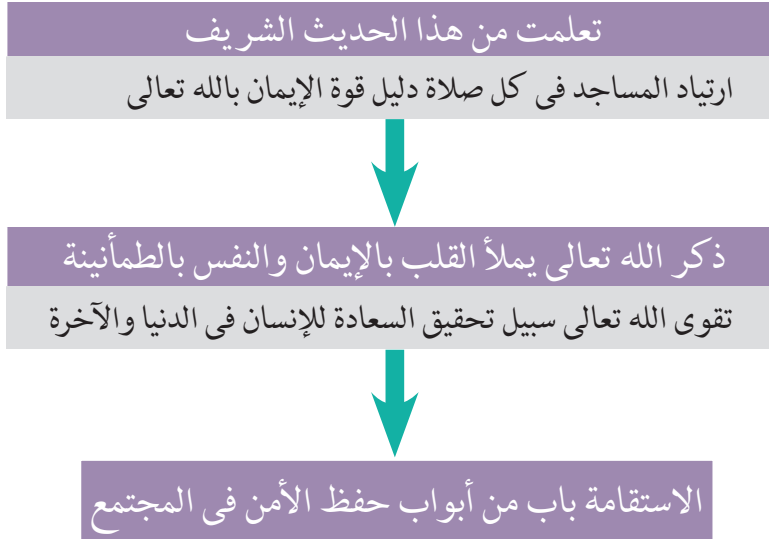 تعلمت من هذا الحديث الشريف
ارتياد المساجد فى كل صلاة دليل قوة الإيمان بالله تعالى
ذكر الله تعالى يملأ القلب بالإيمان والنفس بالطمأنينة
تقوى الله تعالى سبيل تحقيق السعادة للإنسان فى الدنيا والآخرة
الاستقامة باب من أبواب حفظ الأمن فى المجتمع